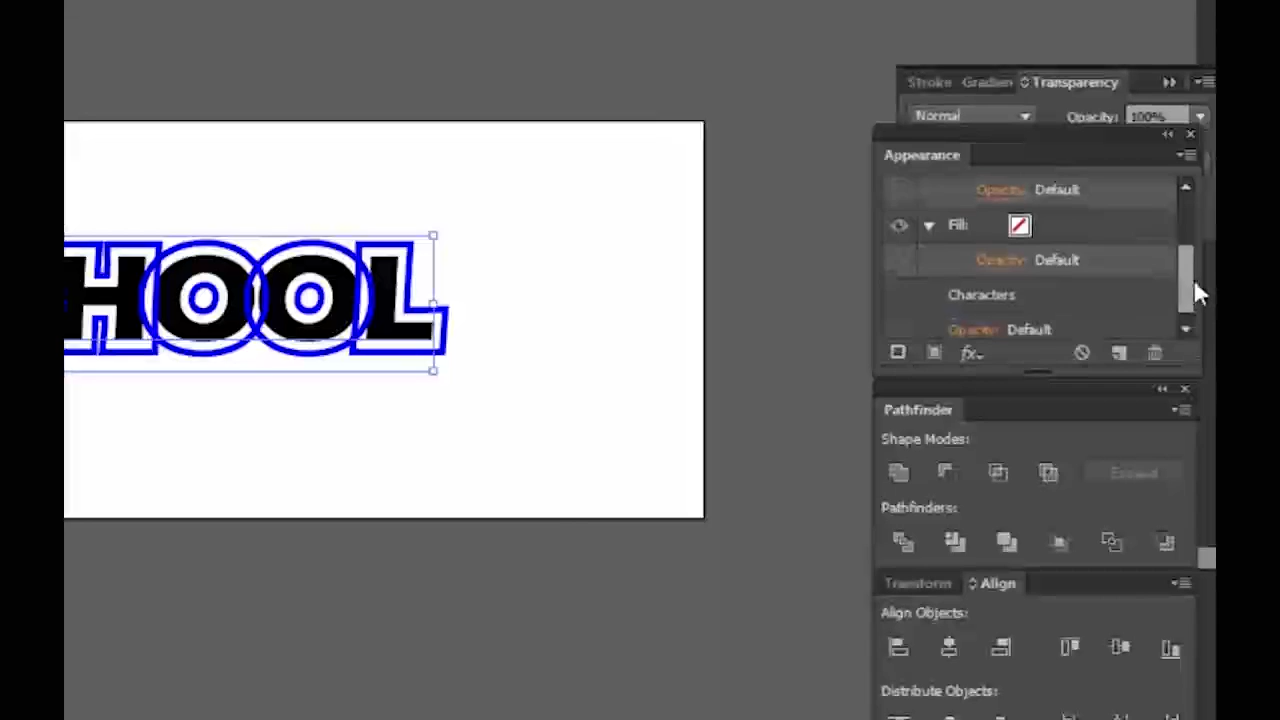 Stroke Gradien Transparency
Normal Opacity: 100%
Appearance
Opacity: Default
Fill:
Opacity: Default
HOOL
Characters
Opacity: Default
fx
Pathfinder
Shape Modes:
Expand
Pathfinders:
Transform Align
Align Objects:
Distribute Objects: